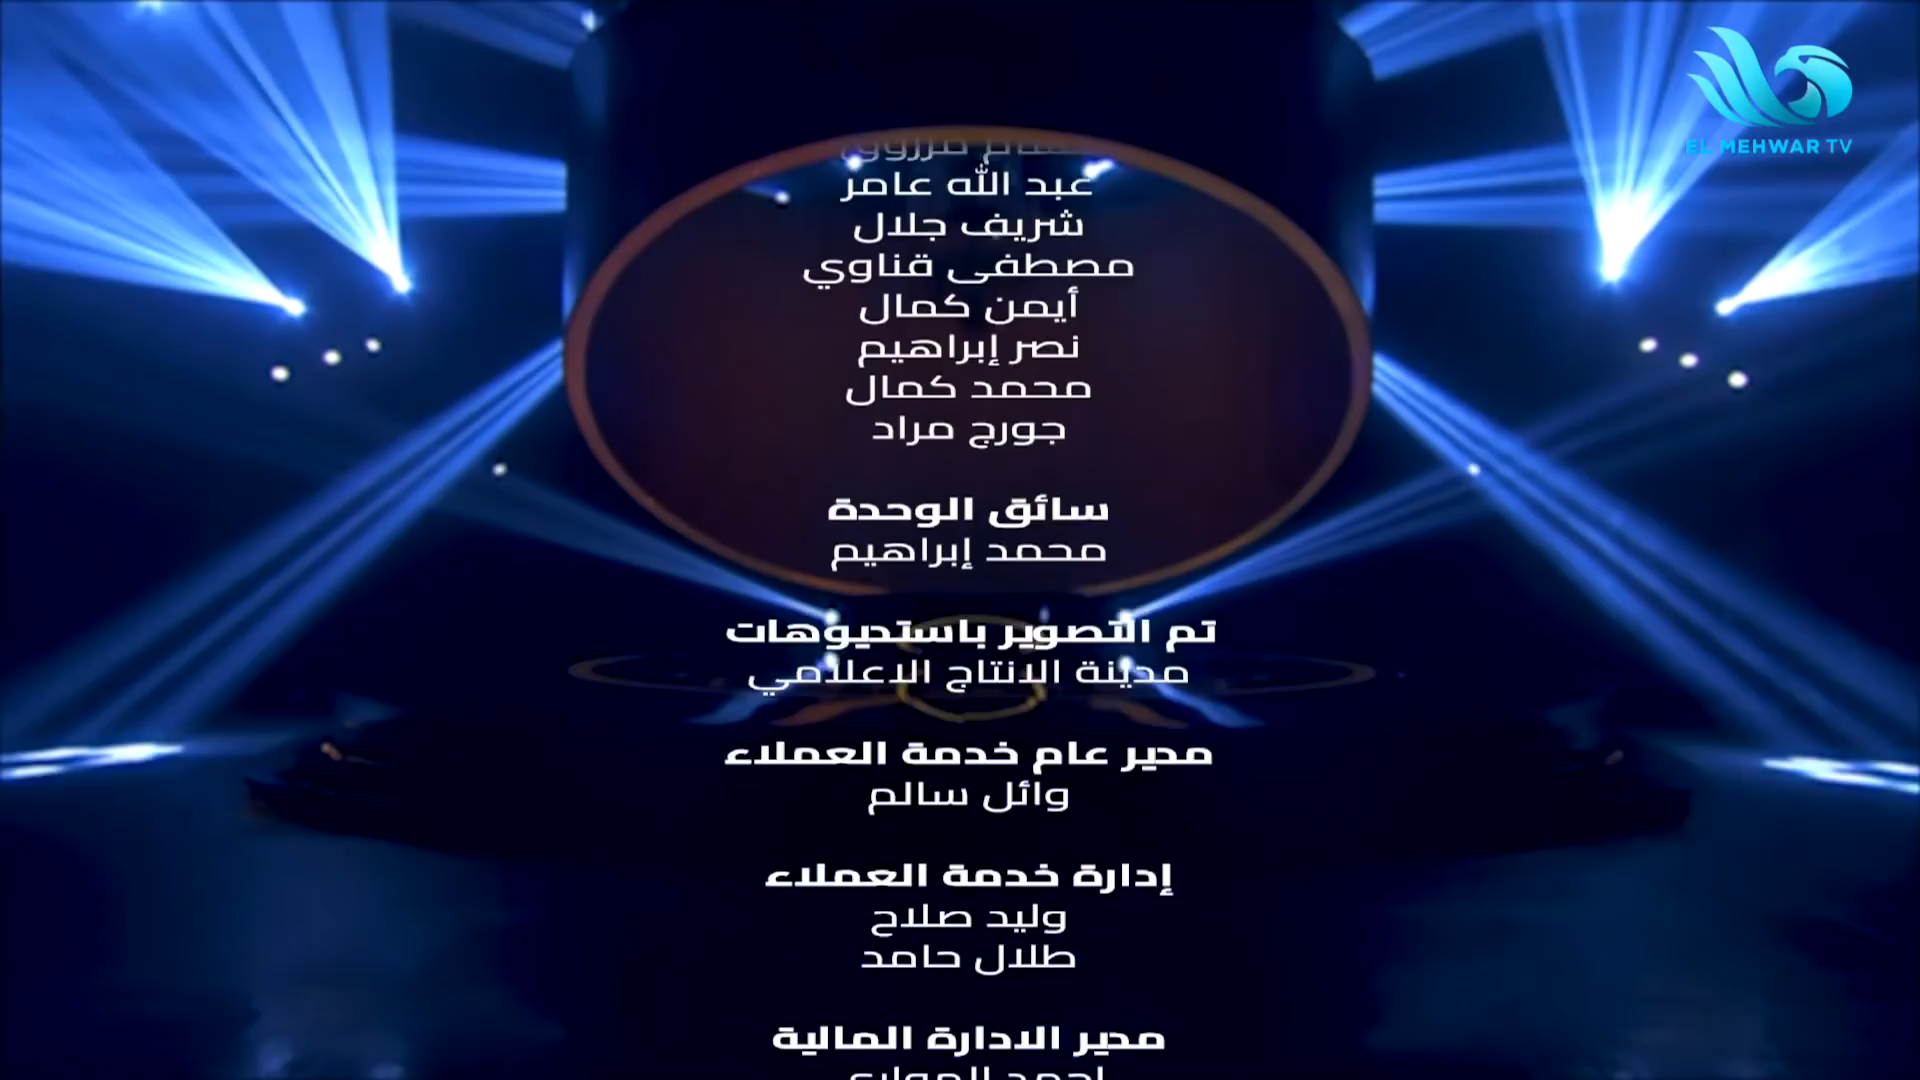 EL MEHWAR TV
عبد الله عامر
شريف جلال
مصطفى قناوي
أيمن كمال
نصر إبراهيم
محمد كمال
جورج مراد
سائق الوحدة
محمد إبراهيم
تم التصوير باستديوهات
مدينة الانتاج الاعلامي
مدير عام خدمة العملاء
وائل سالم
إدارة خدمة العملاء
وليد صلاح
طلال حامد
مدير الادارة المالية